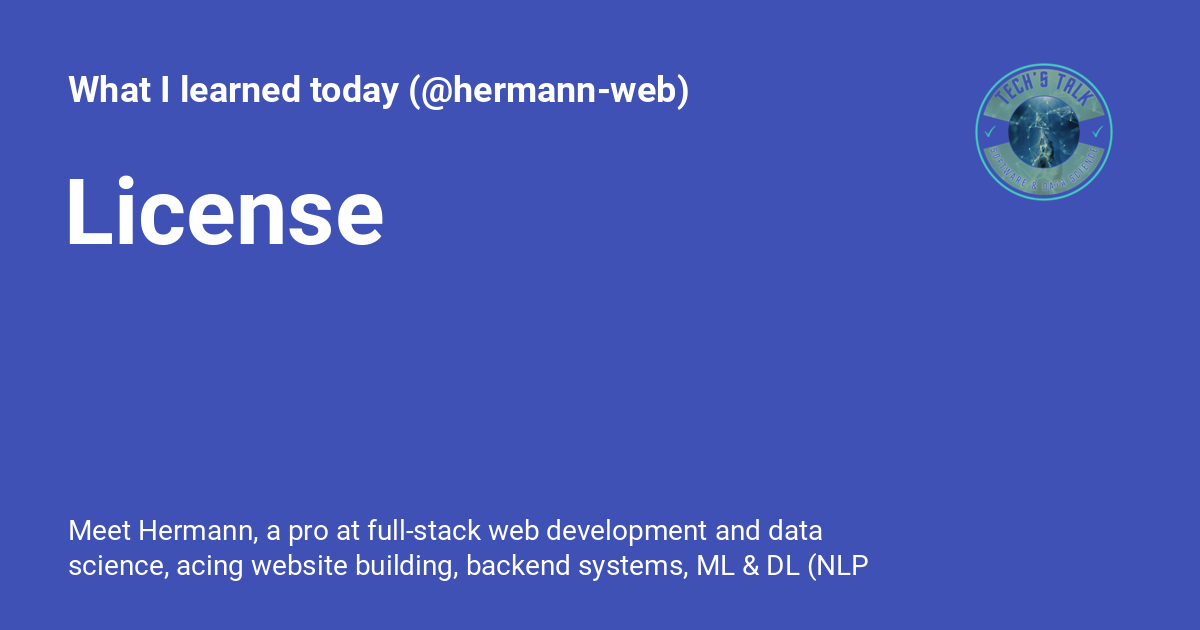 What I learned today (@hermann-web)
TECH'S TALK
SOFTWARE & DATA SCIENCE
License
Meet Hermann, a pro at full-stack web development and data
science, acing website building, backend systems, ML & DL (NLP